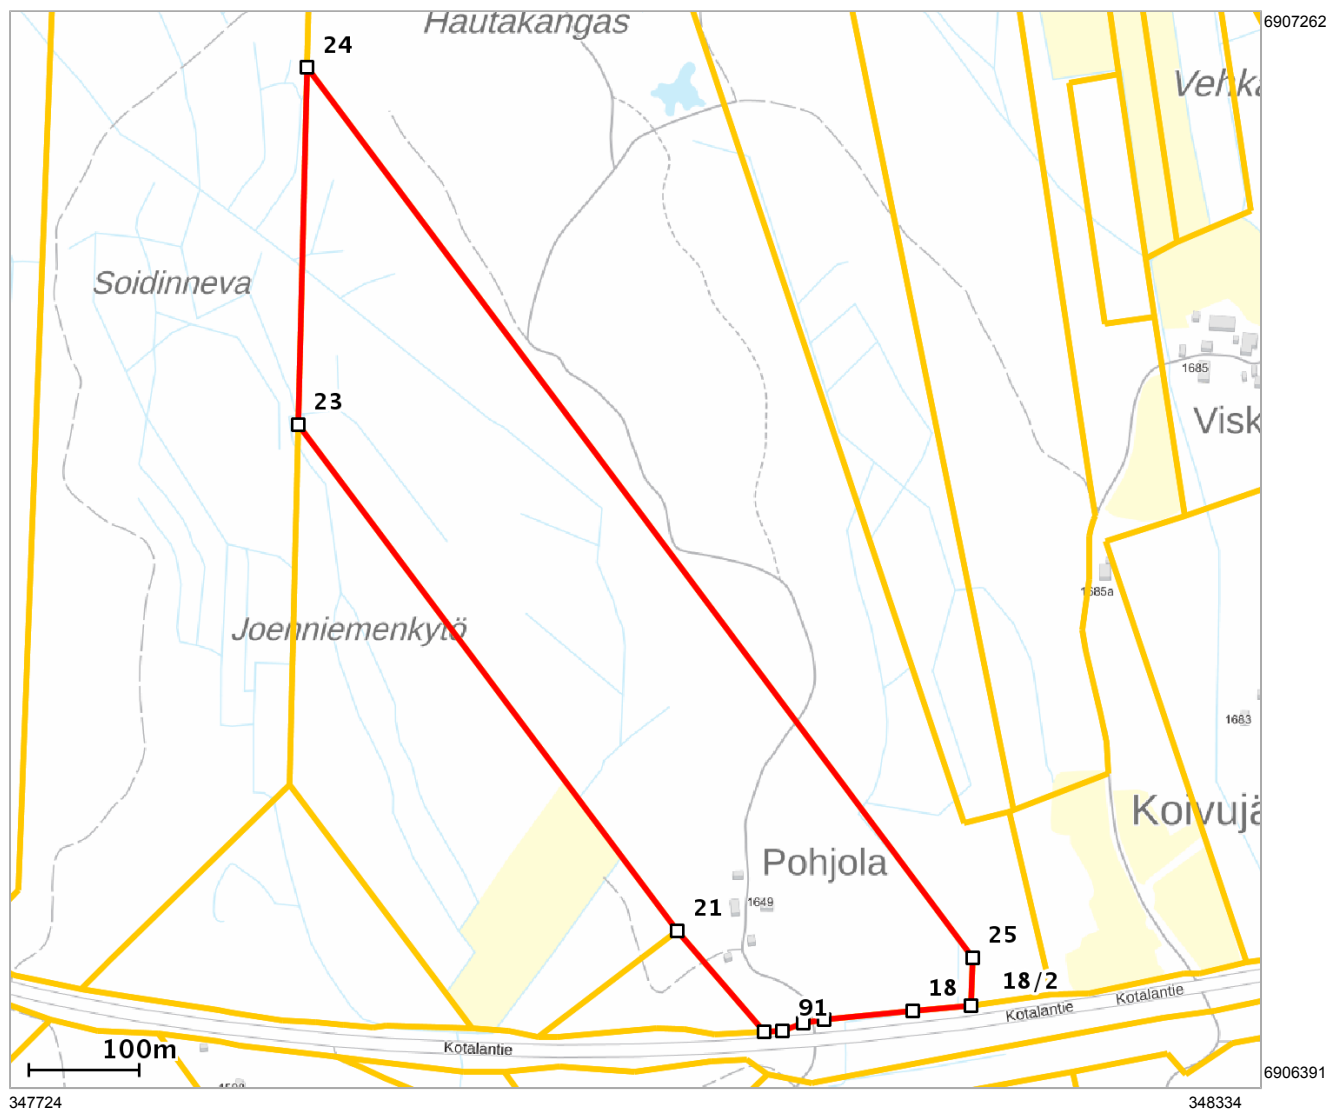 Hautakangas
6907262
24
Vehka
Soidinneva
1685
23
Visk
1685a
Joenniemenkytö
1683
Koivujä
Pohjola
1649
21
25
18
18/2
91
Kotalantie
Kotalantie
Kotalantie
100m
6906391
347724
348334